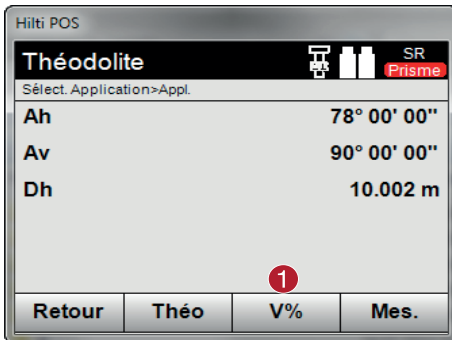 Hilti POS
Théodolite
SR
Prisme
Sélect. Application>Appl.
Ah 78° 00' 00"
Av 90° 00' 00"
Dh 10.002 m
1
Retour Théo V% Mes.